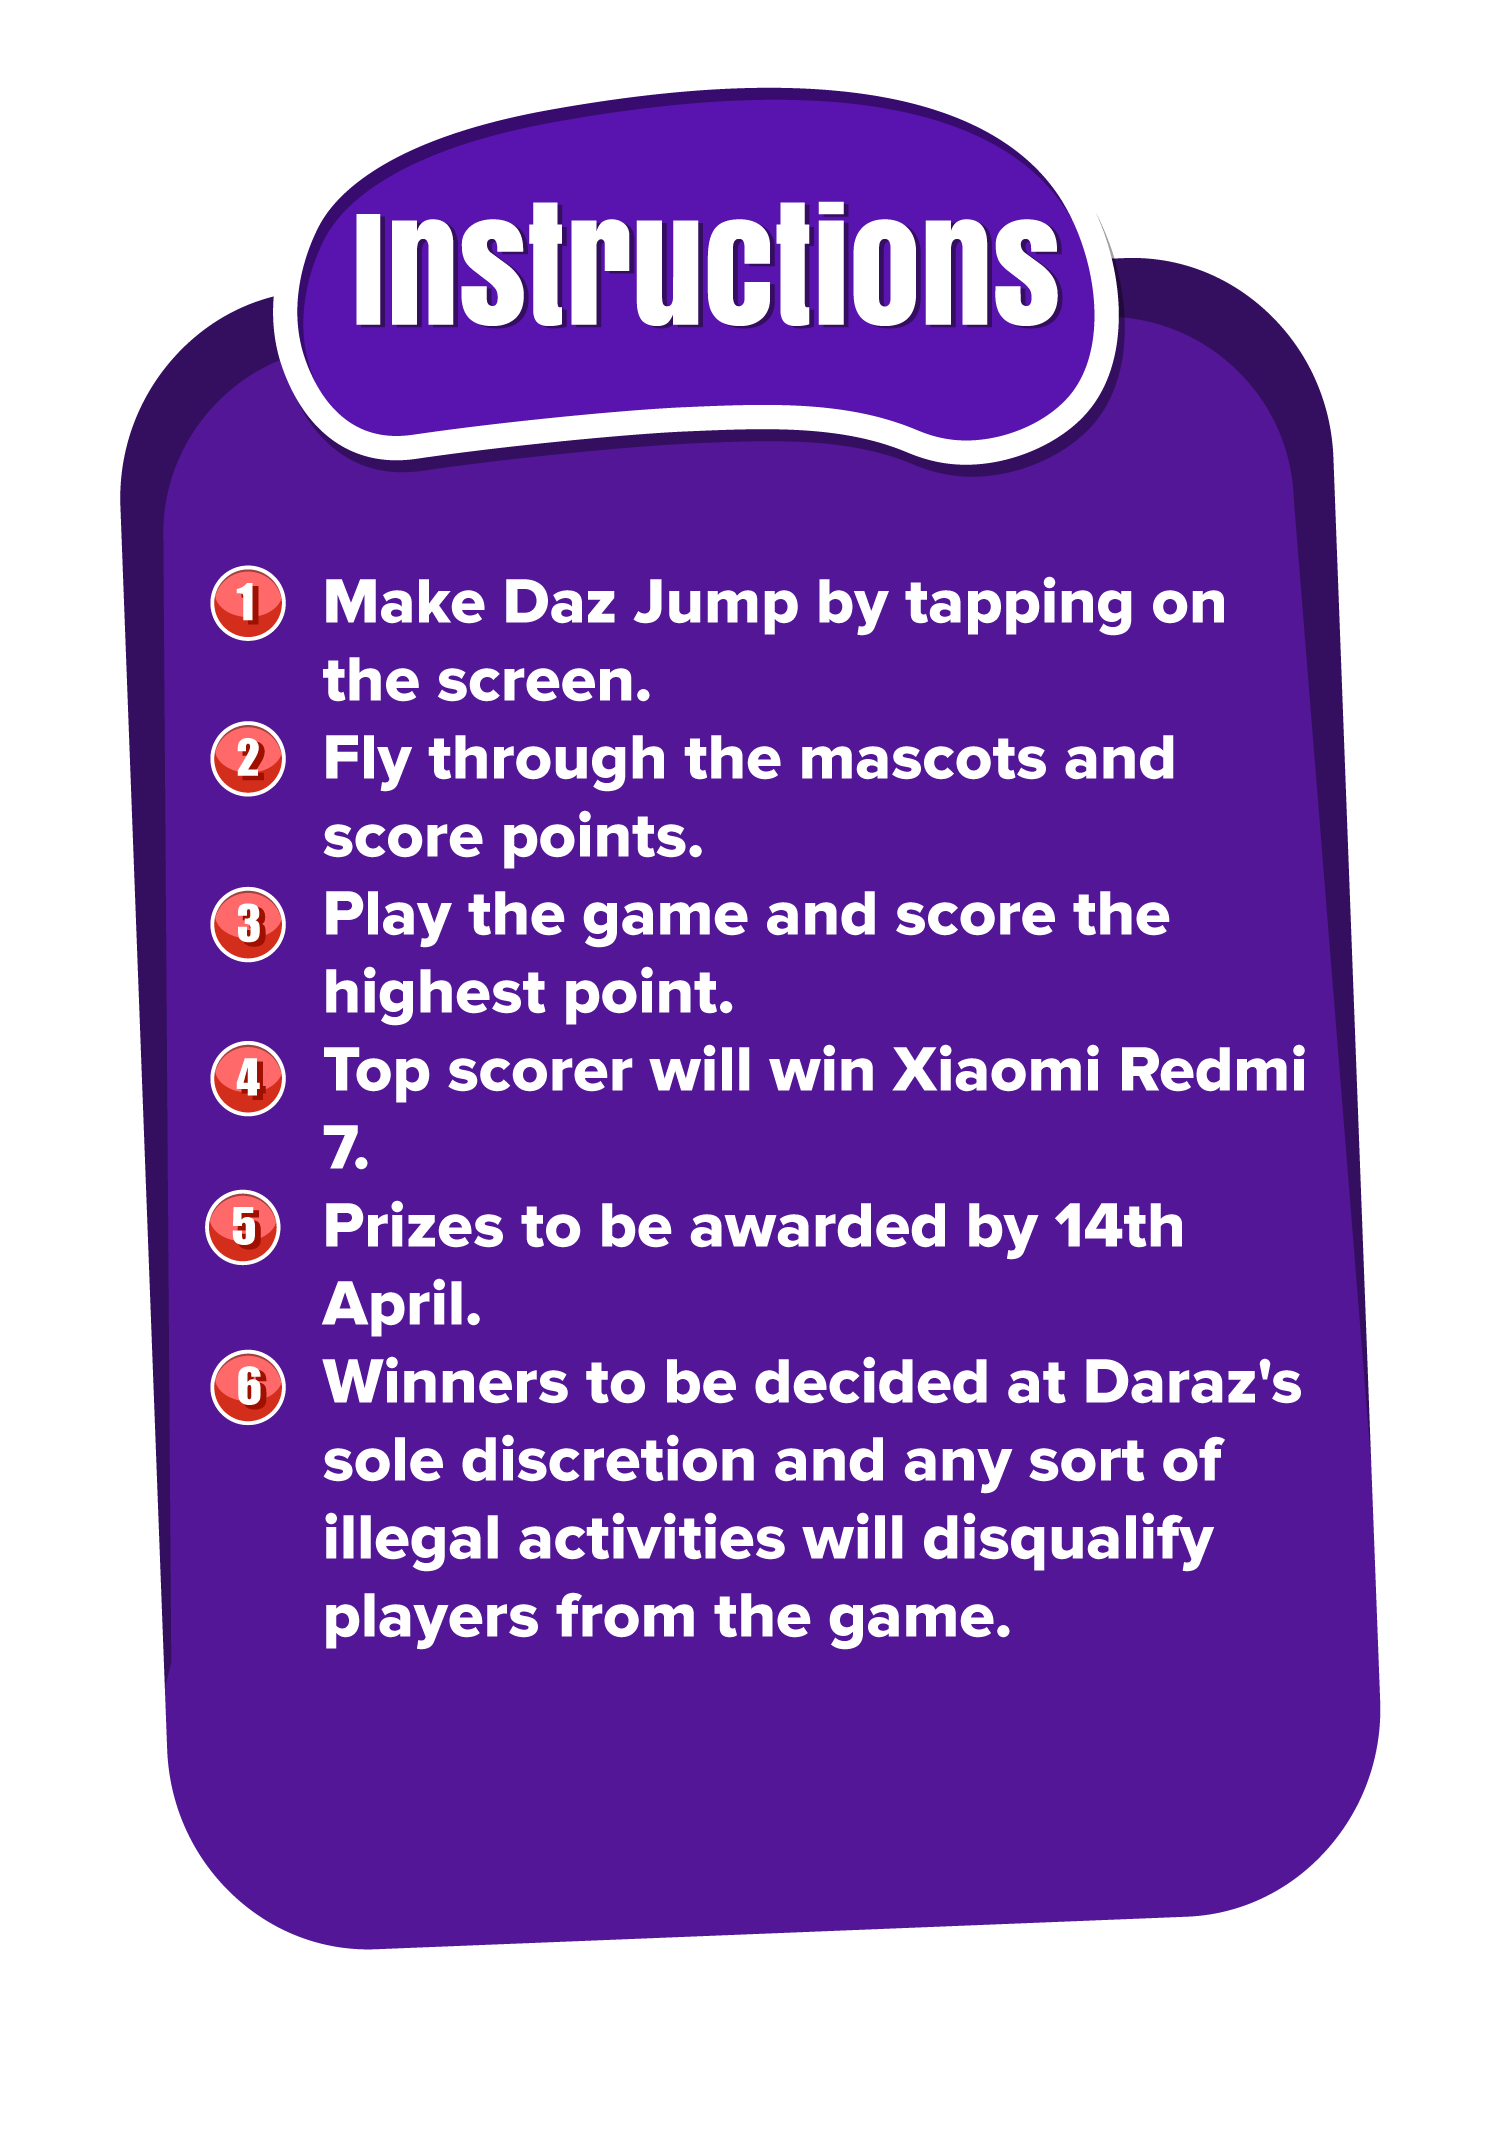 Instructions
1 Make Daz Jump by tapping on
the screen.
2 Fly through the mascots and
score points.
3 Play the game and score the
highest point.
4 Top scorer will win Xiaomi Redmi
7.
5 Prizes to be awarded by 14th
April.
6 Winners to be decided at Daraz's
sole discretion and any sort of
illegal activities will disqualify
players from the game.